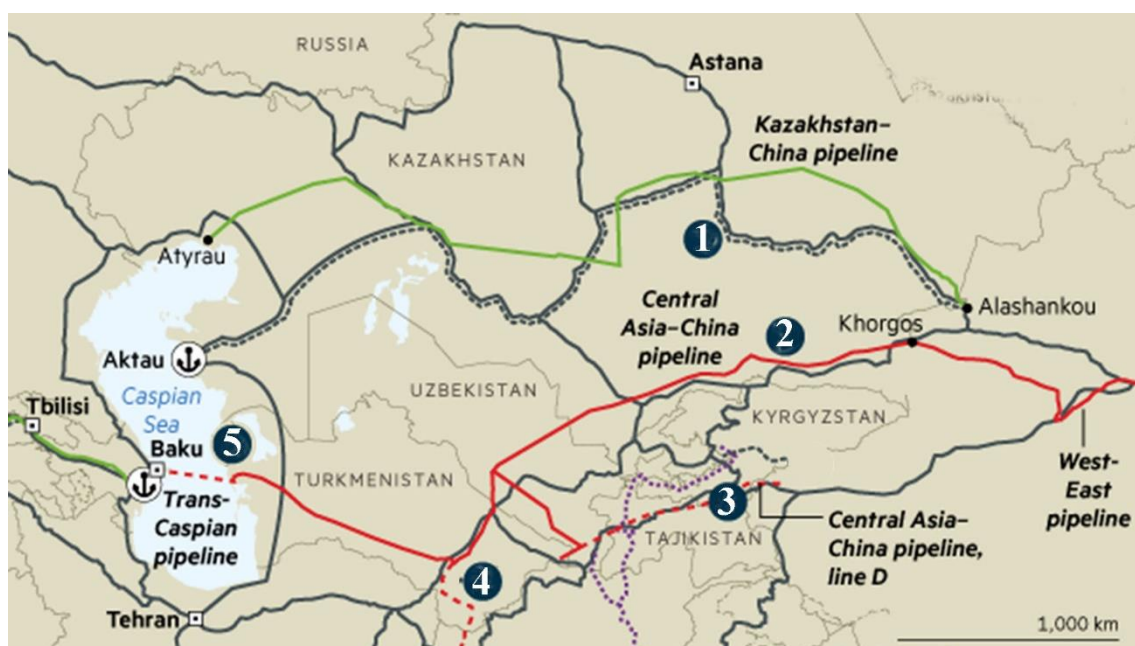 RUSSIA
Astana
Kazakhstan–
China pipeline
KAZAKHSTAN
1
Atyrau
Central
Asia–China
pipeline
2
Khorgos
Alashankou
Aktau
Caspian
Sea
UZBEKISTAN
KYRGYZSTAN
Tbilisi
Baku
5
TURKMENISTAN
Trans-
Caspian
pipeline
West-
East
pipeline
3
TAJIKISTAN
Central Asia–
China pipeline,
line D
4
Tehran
1,000 km